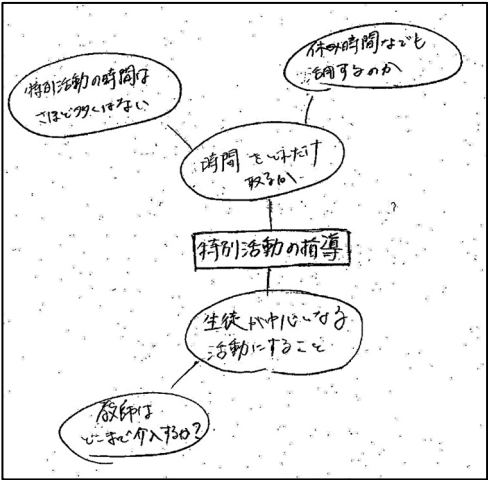 特別活動の時間は
さほど多くはない
休み時間なども
活用するのか
時間をどれだけ
取るか
特別活動の指導
生徒が中心になる
活動にすること
教師は
どこまで介入するか?